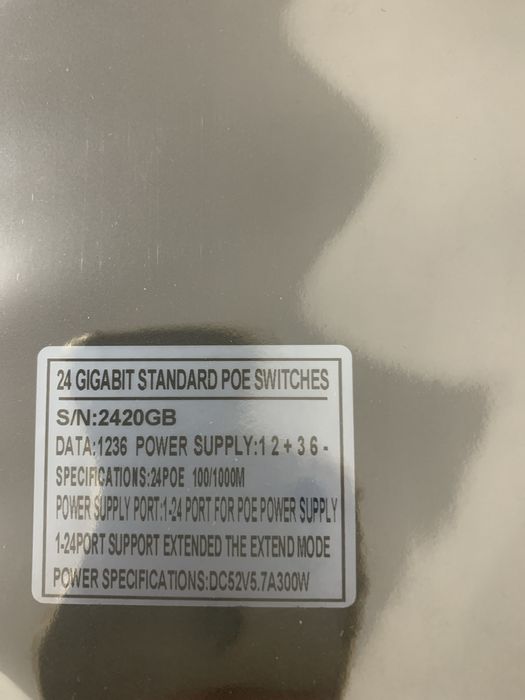 24 GIGABIT STANDARD POE SWITCHES
S/N:2420GB
DATA:1236 POWER SUPPLY:1 2 + 3 6 -
SPECIFICATIONS:24POE 100/1000M
POWER SUPPLY PORT:1-24 PORT FOR POE POWER SUPPLY
1-24PORT SUPPORT EXTENDED THE EXTEND MODE
POWER SPECIFICATIONS:DC52V5.7A300W